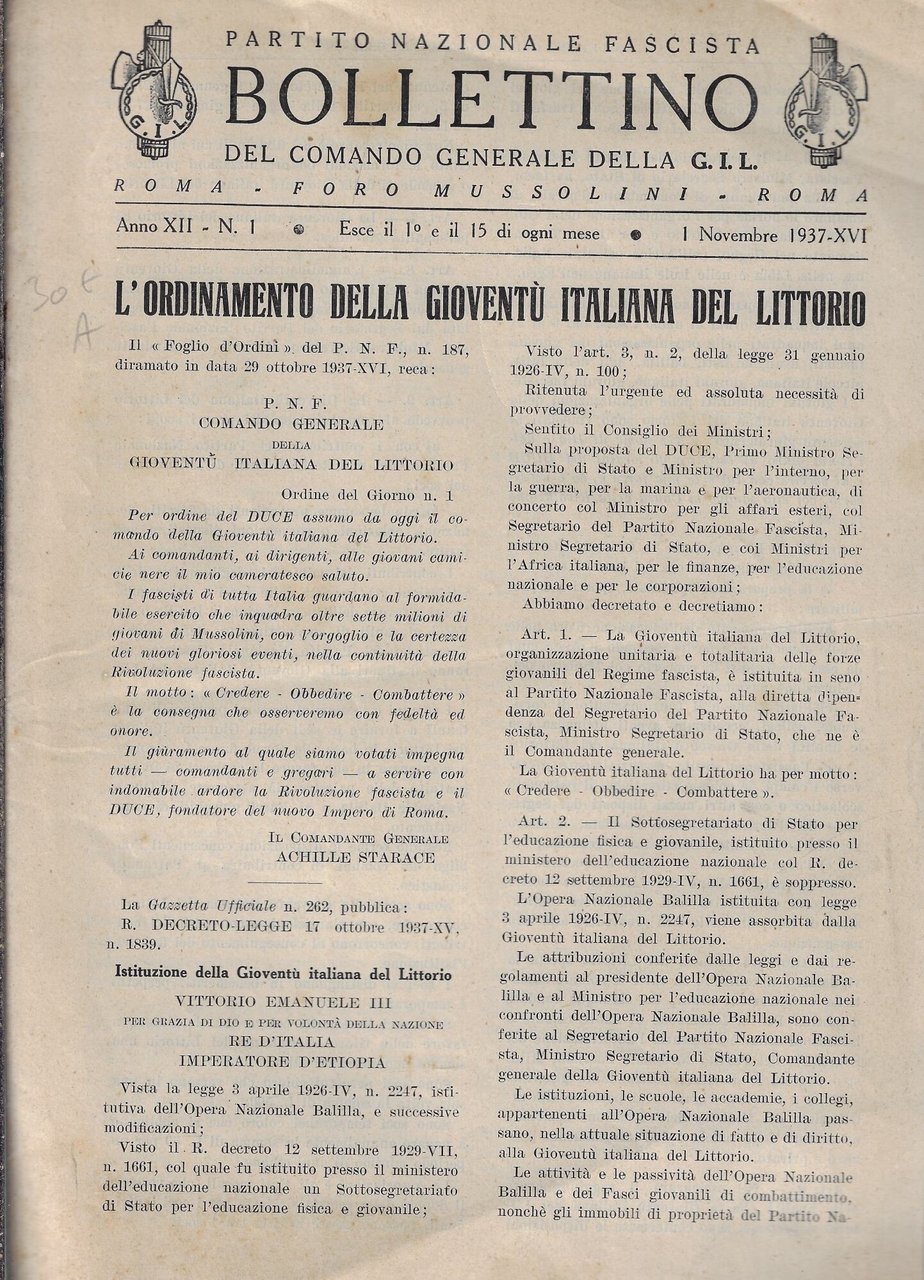 PARTITO NAZIONALE FASCISTA
BOLLETTINO
DEL COMANDO GENERALE DELLA G. I. L.
ROMA - FORO MUSSOLINI - ROMA
G.I.L.
G.I.L.
Anno XII - N. 1 • Esce il 1º e il 15 di ogni mese • 1 Novembre 1937-XVI
30 €
A
L'ORDINAMENTO DELLA GIOVENTÙ ITALIANA DEL LITTORIO
Il « Foglio d'Ordini » del P. N. F., n. 187,
diramato in data 29 ottobre 1937-XVI, reca :
P. N. F.
COMANDO GENERALE
DELLA
GIOVENTÙ ITALIANA DEL LITTORIO
Ordine del Giorno n. 1
Per ordine del DUCE assumo da oggi il co-
mando della Gioventù italiana del Littorio.
Ai comandanti, ai dirigenti, alle giovani cami-
cie nere il mio cameratesco saluto.
I fascisti di tutta Italia guardano al formida-
bile esercito che inquadra oltre sette milioni di
giovani di Mussolini, con l'orgoglio e la certezza
dei nuovi gloriosi eventi, nella continuità della
Rivoluzione fascista.
Il motto : « Credere - Obbedire - Combattere »
è la consegna che osserveremo con fedeltà ed
onore.
Il giùramento al quale siamo votati impegna
tutti — comandanti e gregari — a servire con
indomabile ardore la Rivoluzione fascista e il
DUCE, fondatore del nuovo Impero di Roma.
IL COMANDANTE GENERALE
ACHILLE STARACE
La Gazzetta Ufficiale n. 262, pubblica :
R. DECRETO-LEGGE 17 ottobre 1937-XV,
n. 1839.
Istituzione della Gioventù italiana del Littorio
VITTORIO EMANUELE III
PER GRAZIA DI DIO E PER VOLONTÀ DELLA NAZIONE
RE D'ITALIA
IMPERATORE D'ETIOPIA
Vista la legge 3 aprile 1926-IV, n. 2247, isti-
tutiva dell'Opera Nazionale Balilla, e successive
modificazioni ;
Visto il R. decreto 12 settembre 1929-VII,
n. 1661, col quale fu istituito presso il ministero
dell'educazione nazionale un Sottosegretariato
di Stato per l'educazione fisica e giovanile ;
Visto l'art. 3, n. 2, della legge 31 gennaio
1926-IV, n. 100 ;
Ritenuta l'urgente ed assoluta necessità di
provvedere ;
Sentito il Consiglio dei Ministri ;
Sulla proposta del DUCE, Primo Ministro Se-
gretario di Stato e Ministro per l'interno, per
la guerra, per la marina e per l'aeronautica, di
concerto col Ministro per gli affari esteri, col
Segretario del Partito Nazionale Fascista, Mi-
nistro Segretario di Stato, e coi Ministri per
l'Africa italiana, per le finanze, per l'educazione
nazionale e per le corporazioni ;
Abbiamo decretato e decretiamo :
Art. 1. — La Gioventù italiana del Littorio,
organizzazione unitaria e totalitaria delle forze
giovanili del Regime fascista, è istituita in seno
al Partito Nazionale Fascista, alla diretta dipen-
denza del Segretario del Partito Nazionale Fa-
scista, Ministro Segretario di Stato, che ne è
il Comandante generale.
La Gioventù italiana del Littorio ha per motto :
« Credere - Obbedire - Combattere ».
Art. 2. — Il Sottosegretariato di Stato per
l'educazione fisica e giovanile, istituito presso il
ministero dell'educazione nazionale col R. de-
creto 12 settembre 1929-IV, n. 1661, è soppresso.
L'Opera Nazionale Balilla istituita con legge
3 aprile 1926-IV, n. 2247, viene assorbita dalla
Gioventù italiana del Littorio.
Le attribuzioni conferite dalle leggi e dai re-
golamenti al presidente dell'Opera Nazionale Ba-
lilla e al Ministro per l'educazione nazionale nei
confronti dell'Opera Nazionale Balilla, sono con-
ferite al Segretario del Partito Nazionale Fasci-
sta, Ministro Segretario di Stato, Comandante
generale della Gioventù italiana del Littorio.
Le istituzioni, le scuole, le accademie, i collegi,
appartenenti all'Opera Nazionale Balilla pas-
sano, nella attuale situazione di fatto e di diritto,
alla Gioventù italiana del Littorio.
Le attività e le passività dell'Opera Nazionale
Balilla e dei Fasci giovanili di combattimento,
nonchè gli immobili di proprietà del Partito Na-